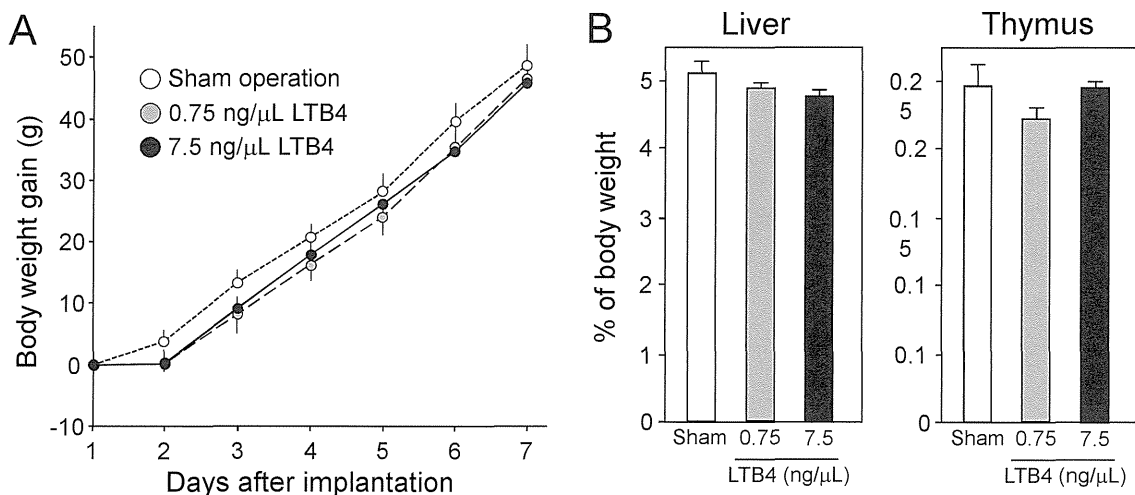 A
Body weight gain (g)
50
40
30
20
10
0
-10
Sham operation
0.75 ng/μL LTB4
7.5 ng/μL LTB4
1 2 3 4 5 6 7
Days after implantation
B
Liver
% of body weight
5
4
3
2
1
0
Sham 0.75 7.5
LTB4 (ng/μL)
Thymus
0.2
5
0.2
0.1
5
0.1
0.1
0
Sham 0.75 7.5
LTB4 (ng/μL)